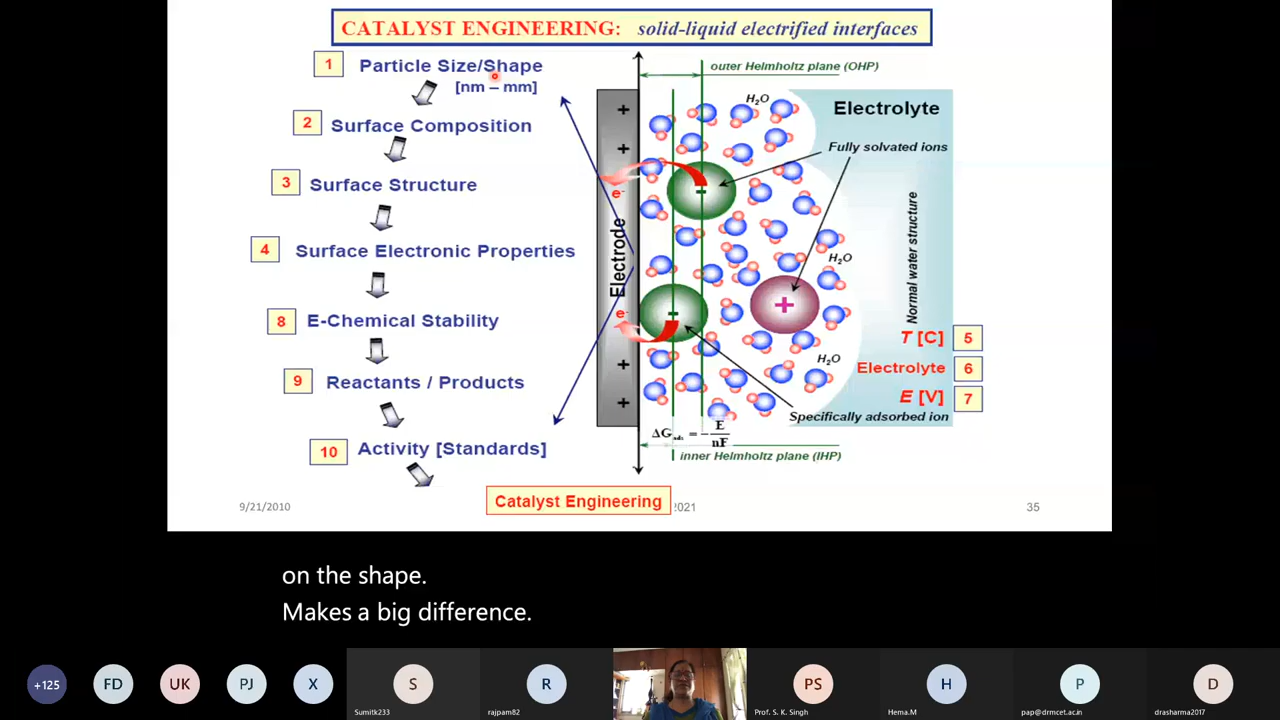 CATALYST ENGINEERING: solid-liquid electrified interfaces
1 Particle Size/Shape
[nm – mm]
2 Surface Composition
3 Surface Structure
4 Surface Electronic Properties
8 E-Chemical Stability
9 Reactants / Products
10 Activity [Standards]
outer Helmholtz plane (OHP)
H₂O
Electrolyte
Fully solvated ions
+
+
e-
-
Electrode
H₂O
Normal water structure
+
e-
-
T [C] 5
H₂O
Electrolyte 6
+
E [V] 7
+
Specifically adsorbed ion
ΔGads = – E/nF
inner Helmholtz plane (IHP)
9/21/2010
Catalyst Engineering
2021
35
on the shape.
Makes a big difference.
+125
FD
UK
PJ
X
S
R
PS
H
P
D
Sumitk233
rajpam82
Prof. S. K. Singh
Hema.M
pap@drmcet.ac.in
drasharma2017